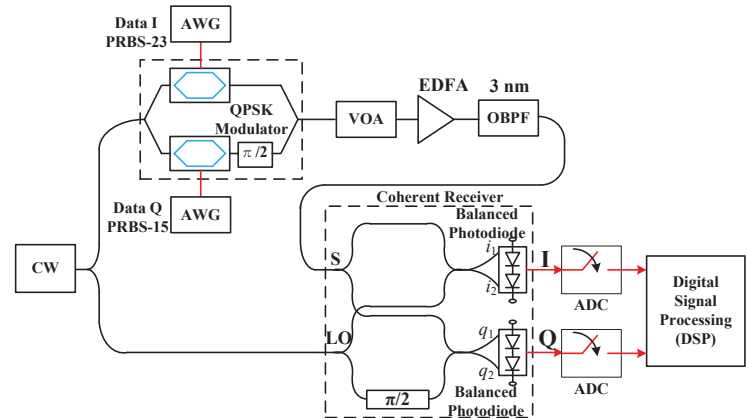 Data I
PRBS-23
AWG
QPSK
Modulator
π /2
Data Q
PRBS-15
AWG
CW
VOA
EDFA
3 nm
OBPF
Coherent Receiver
Balanced
Photodiode
S
i1
i2
I
ADC
LO
q1
q2
Q
ADC
π/2
Balanced
Photodiode
Digital
Signal
Processing
(DSP)